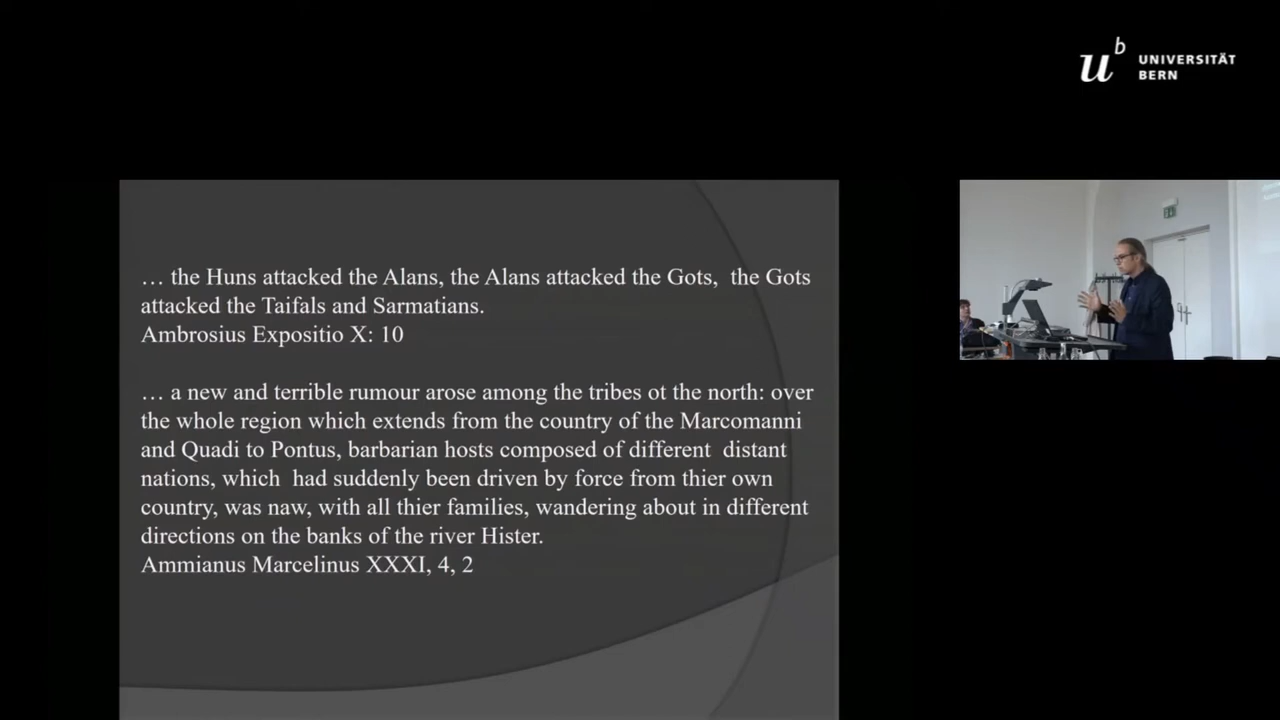 u^b
UNIVERSITÄT
BERN
… the Huns attacked the Alans, the Alans attacked the Gots,  the Gots
attacked the Taifals and Sarmatians.
Ambrosius Expositio X: 10
… a new and terrible rumour arose among the tribes ot the north: over
the whole region which extends from the country of the Marcomanni
and Quadi to Pontus, barbarian hosts composed of different  distant
nations, which  had suddenly been driven by force from thier own
country, was naw, with all thier families, wandering about in different
directions on the banks of the river Hister.
Ammianus Marcelinus XXXI, 4, 2